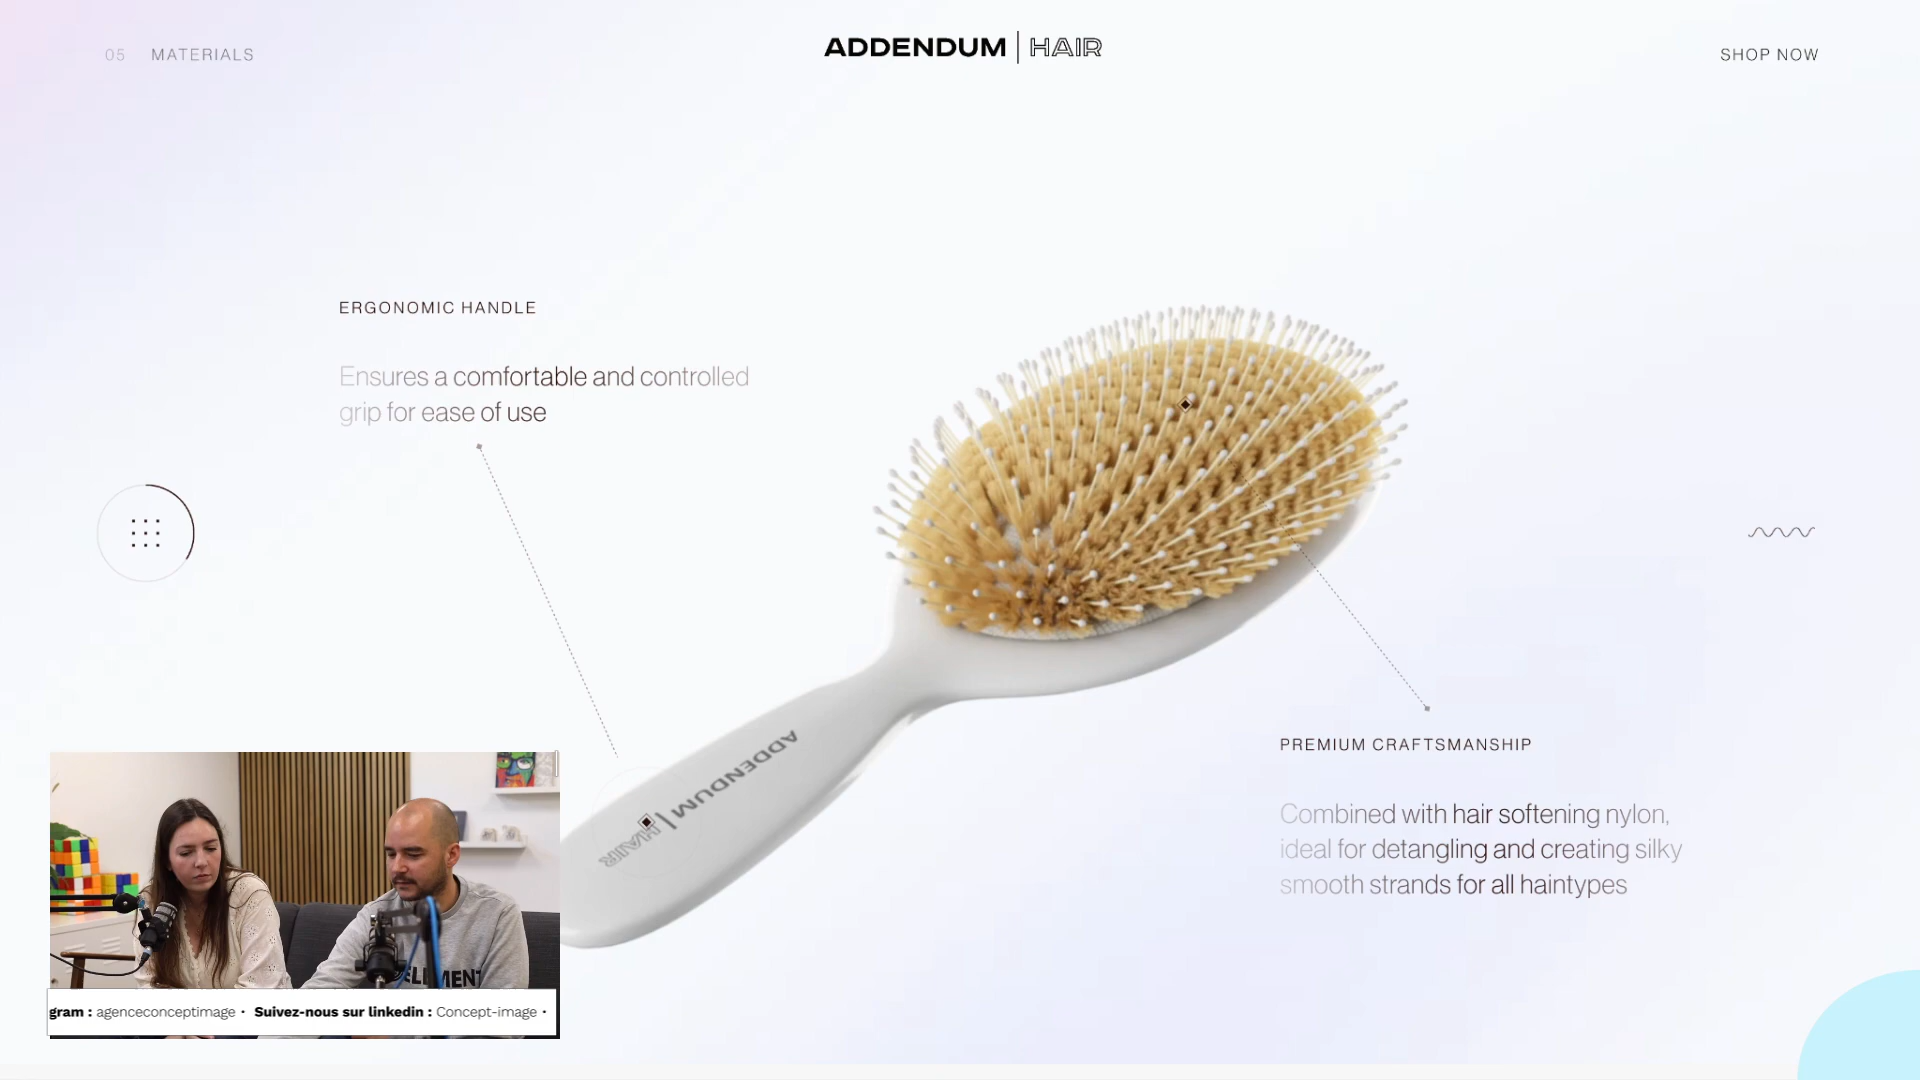 05 MATERIALS
ADDENDUM | HAIR
SHOP NOW
ERGONOMIC HANDLE
Ensures a comfortable and controlled
grip for ease of use
ADDENDUM | HAIR
PREMIUM CRAFTSMANSHIP
Combined with hair softening nylon,
ideal for detangling and creating silky
smooth strands for all haintypes
ELEMENT
gram : agenceconceptimage · Suivez-nous sur linkedin : Concept-image ·